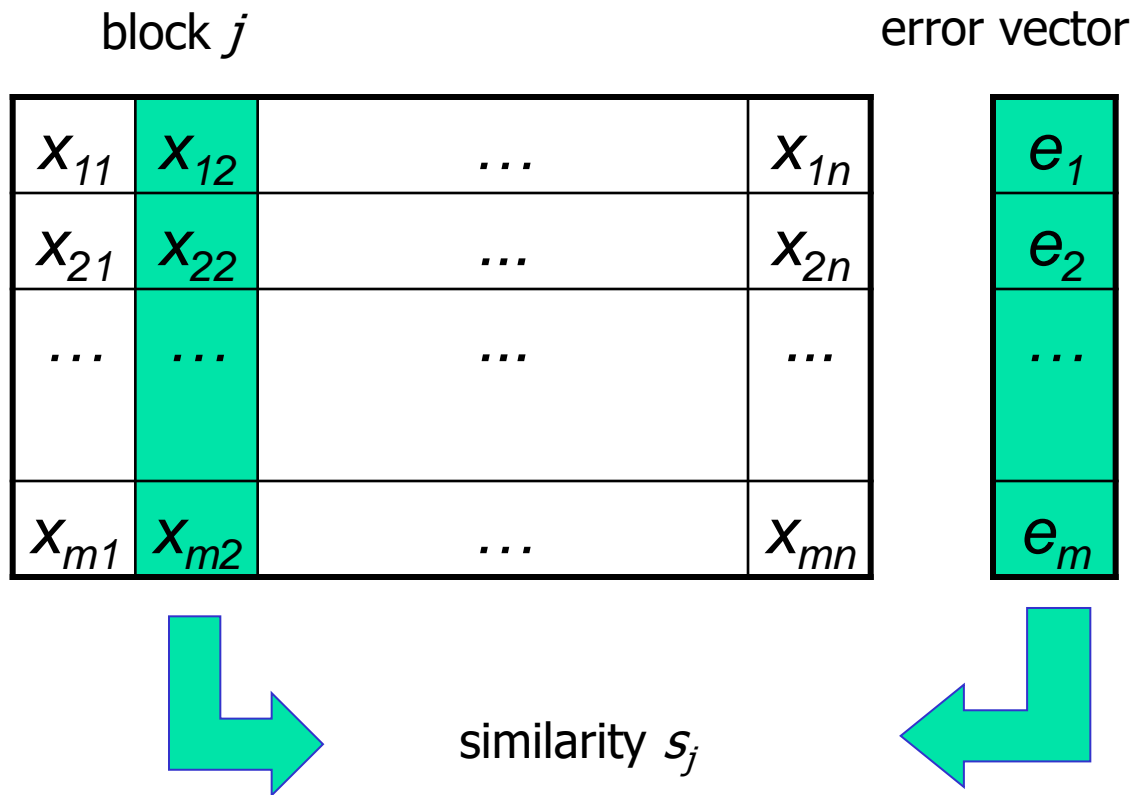 block j error vector
x11 x12 … x1n e1
x21 x22 ... x2n e2
… … ... ... …
xm1 xm2 … xmn em
similarity sj